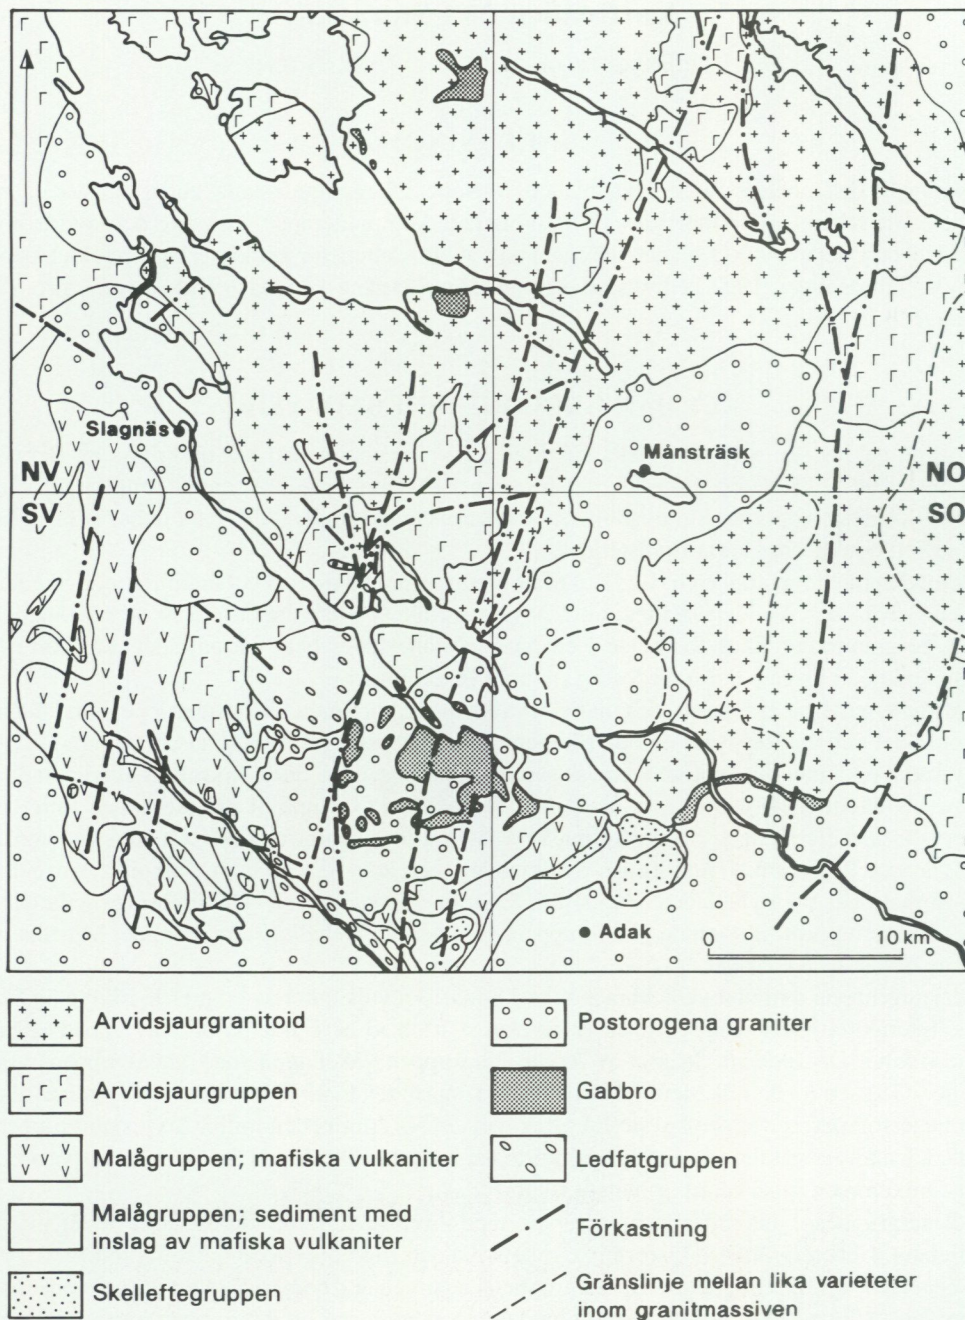 Slagnäs
Månsträsk
NV
NO
SV
SO
Adak
0 10 km
Arvidsjaurgranitoid
Arvidsjaurgruppen
Malågruppen; mafiska vulkaniter
Malågruppen; sediment med
inslag av mafiska vulkaniter
Skelleftegruppen
Postorogena graniter
Gabbro
Ledfatgruppen
Förkastning
Gränslinje mellan lika varieteter
inom granitmassiven